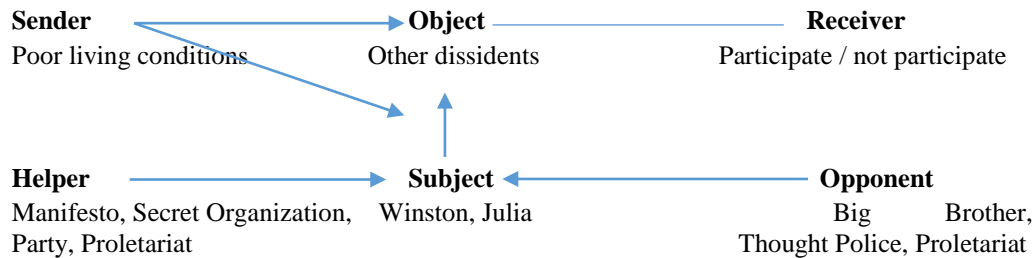 Sender Object Receiver
Poor living conditions Other dissidents Participate / not participate
Helper Subject Opponent
Manifesto, Secret Organization, Winston, Julia Big Brother,
Party, Proletariat Thought Police, Proletariat